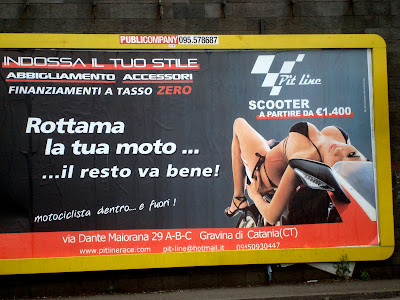 PUBLICOMPANY 095.578687
INDOSSA IL TUO STILE
ABBIGLIAMENTO ACCESSORI
FINANZIAMENTI A TASSO ZERO
Pit line
SCOOTER
A PARTIRE DA €1.400
Rottama
la tua moto ...
...il resto va bene!
motociclista dentro.... e fuori !
via Dante Maiorana 29 A-B-C Gravina di Catania(CT)
www.pitlinerace.com pit-line@hotmail.it 09150930447